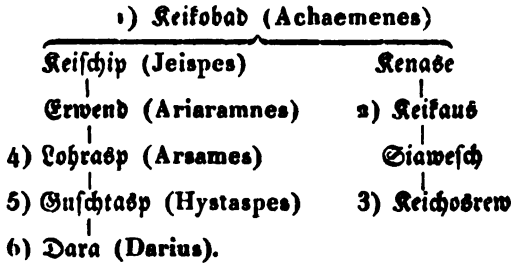 1) Keikobad (Achaemenes)
Keiſchip (Jeispes) Kenase
Erwend (Ariaramnes) 2) Keikaus
4) Lohrasp (Arsames) Siaweſch
5) Guſchtasp (Hystaspes) 3) Keichosrew
6) Dara (Darius).